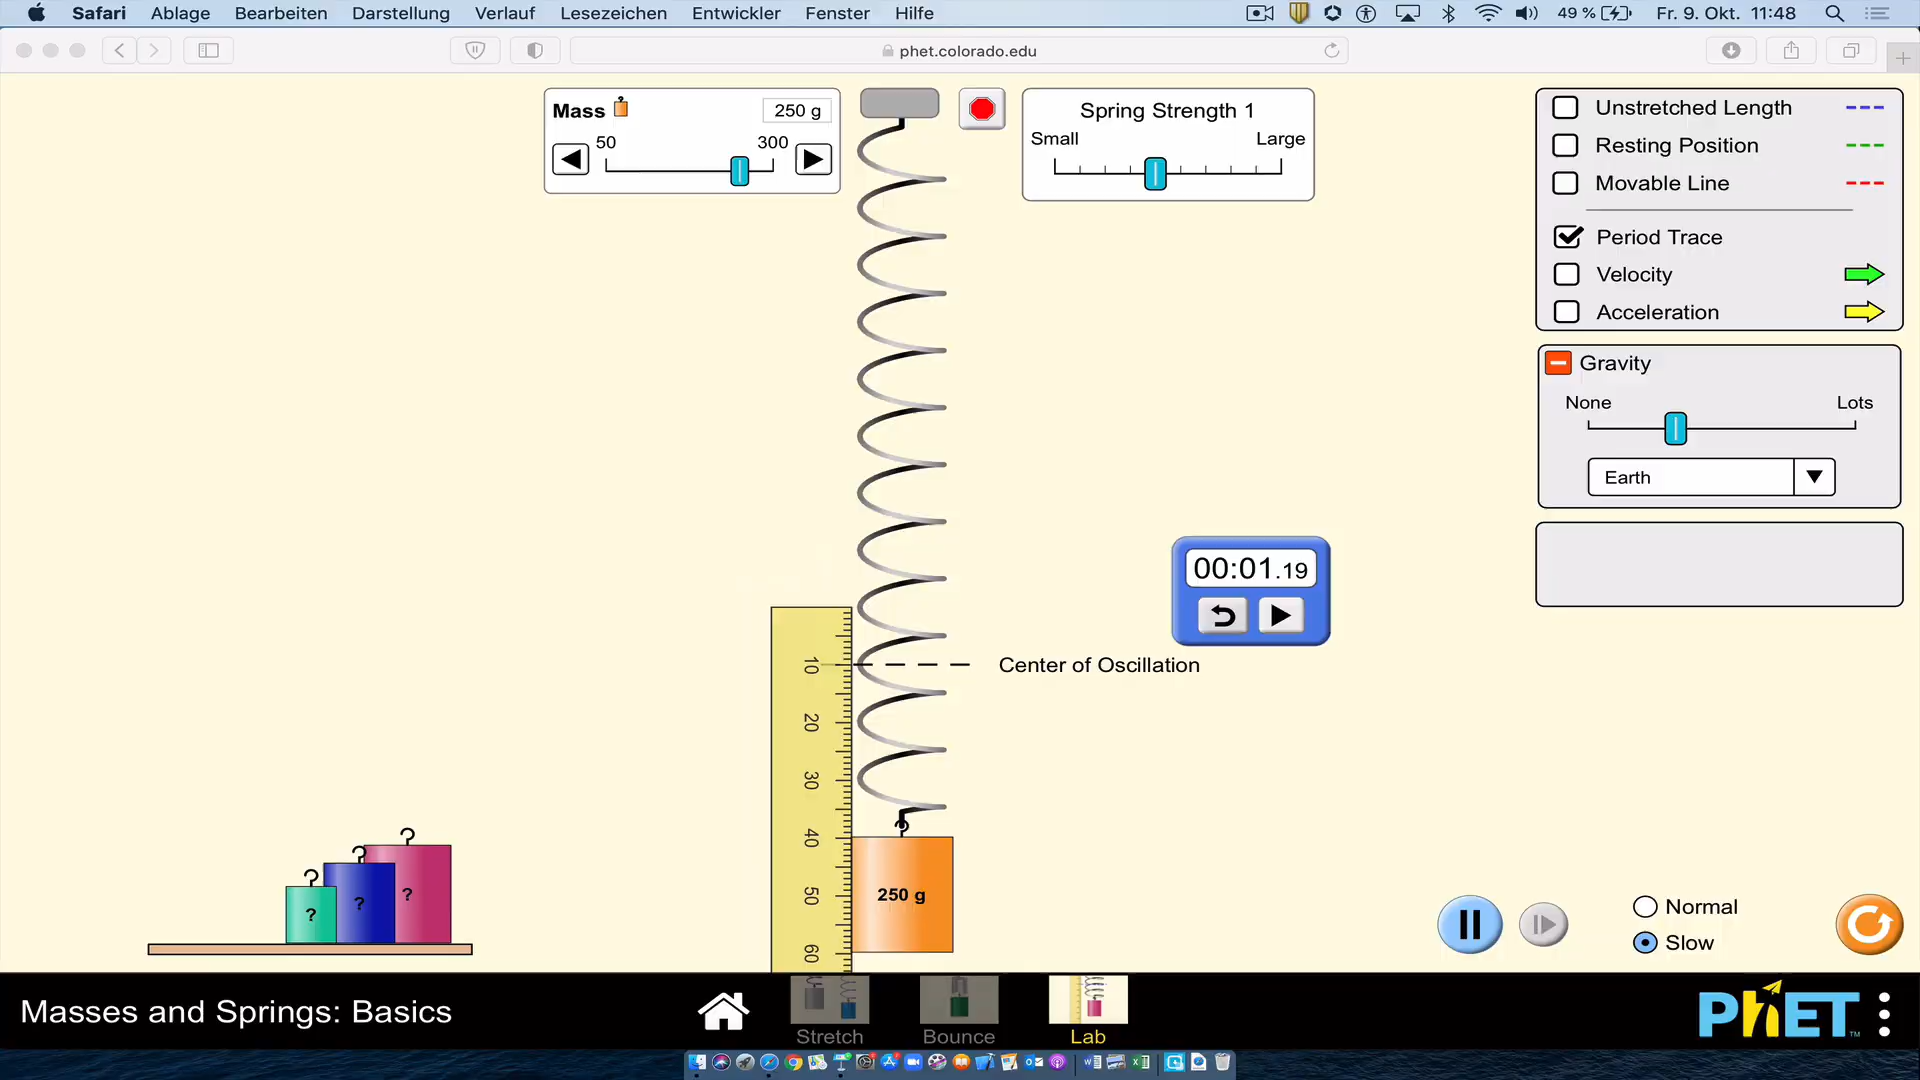 Safari Ablage Bearbeiten Darstellung Verlauf Lesezeichen Entwickler Fenster Hilfe 49 % Fr. 9. Okt. 11:48
phet.colorado.edu
Mass 250 g
50 300
Spring Strength 1
Small Large
Unstretched Length
Resting Position
Movable Line
Period Trace
Velocity
Acceleration
Gravity
None Lots
Earth
00:01.19
10
20
30
40
50
60
Center of Oscillation
250 g
? ? ?
Normal
Slow
Masses and Springs: Basics
Stretch
Bounce
Lab
PhET™